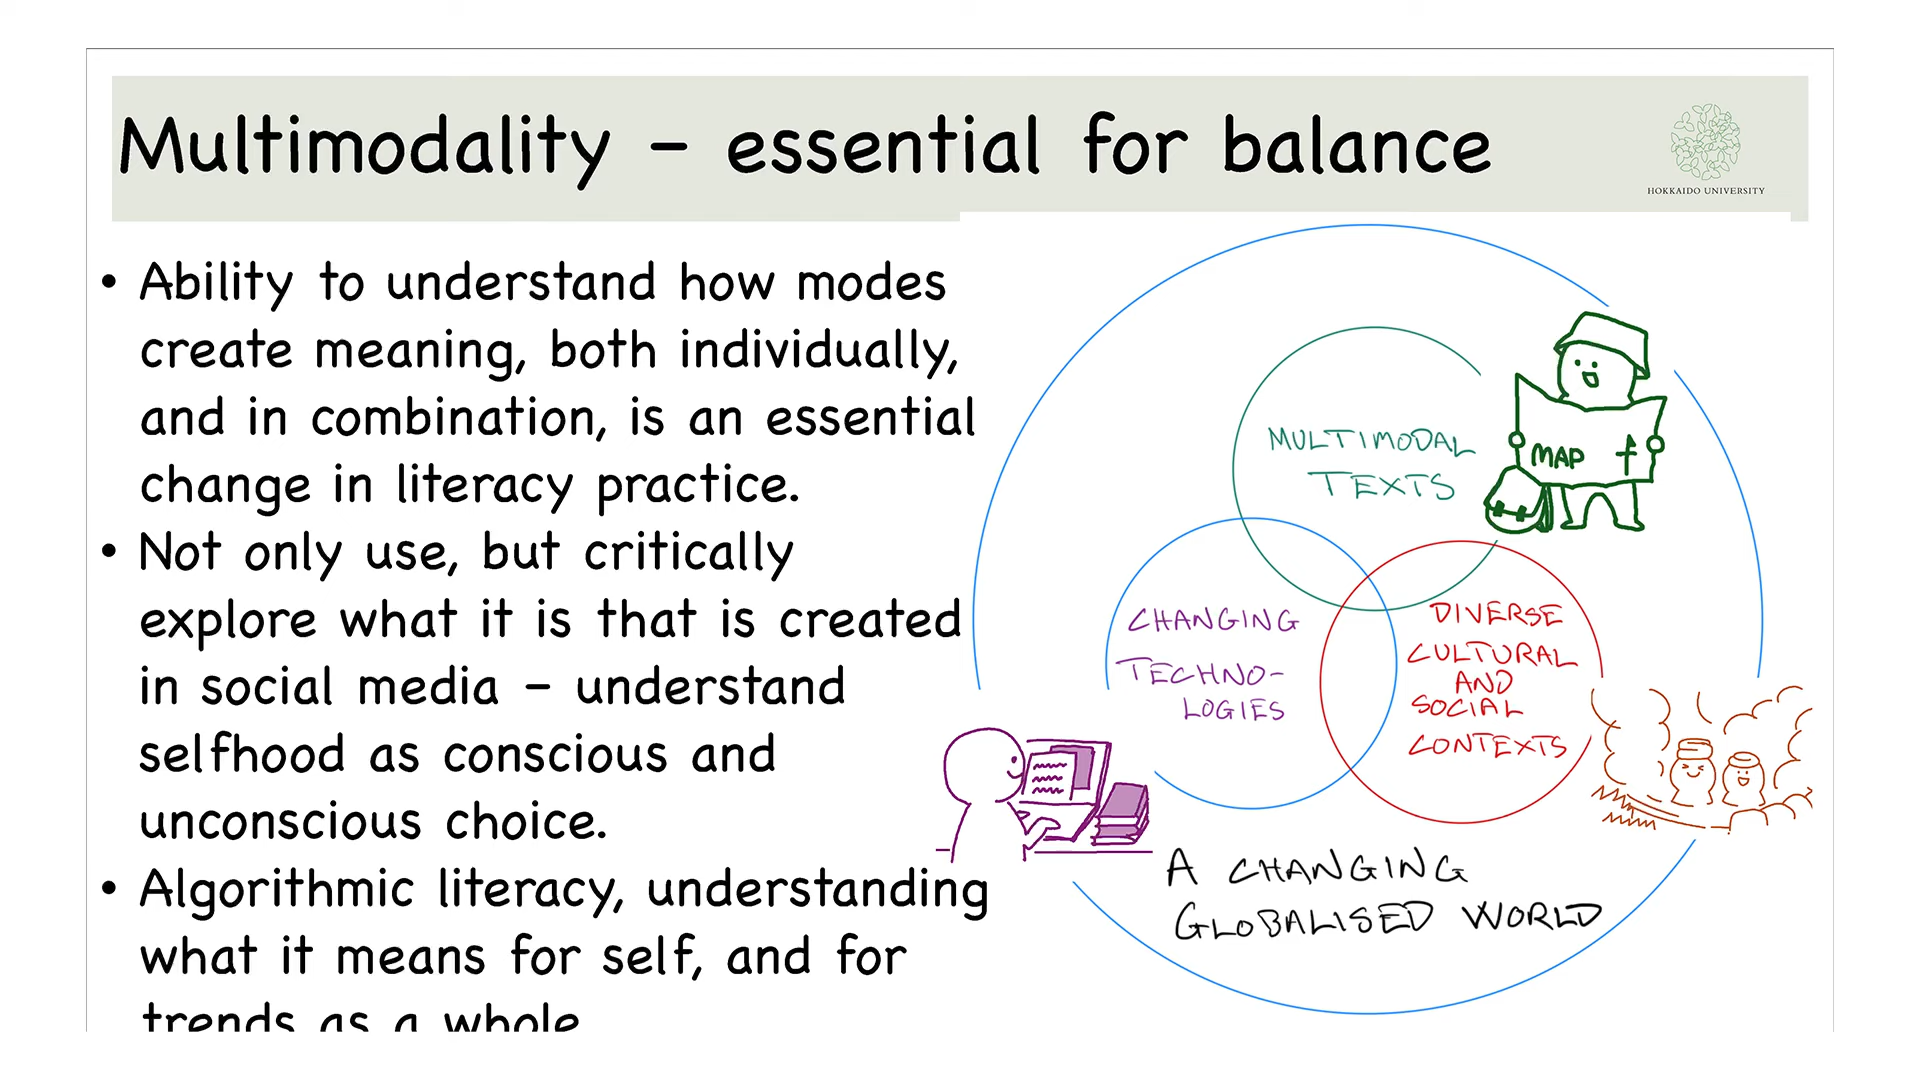 Multimodality – essential for balance
HOKKAIDO UNIVERSITY
• Ability to understand how modes
create meaning, both individually,
and in combination, is an essential
change in literacy practice.
• Not only use, but critically
explore what it is that is created
in social media – understand
selfhood as conscious and
unconscious choice.
• Algorithmic literacy, understanding
what it means for self, and for
trends as a whole
MULTIMODAL
TEXTS
MAP
CHANGING
TECHNO-
LOGIES
DIVERSE
CULTURAL
AND
SOCIAL
CONTEXTS
A CHANGING
GLOBALISED WORLD